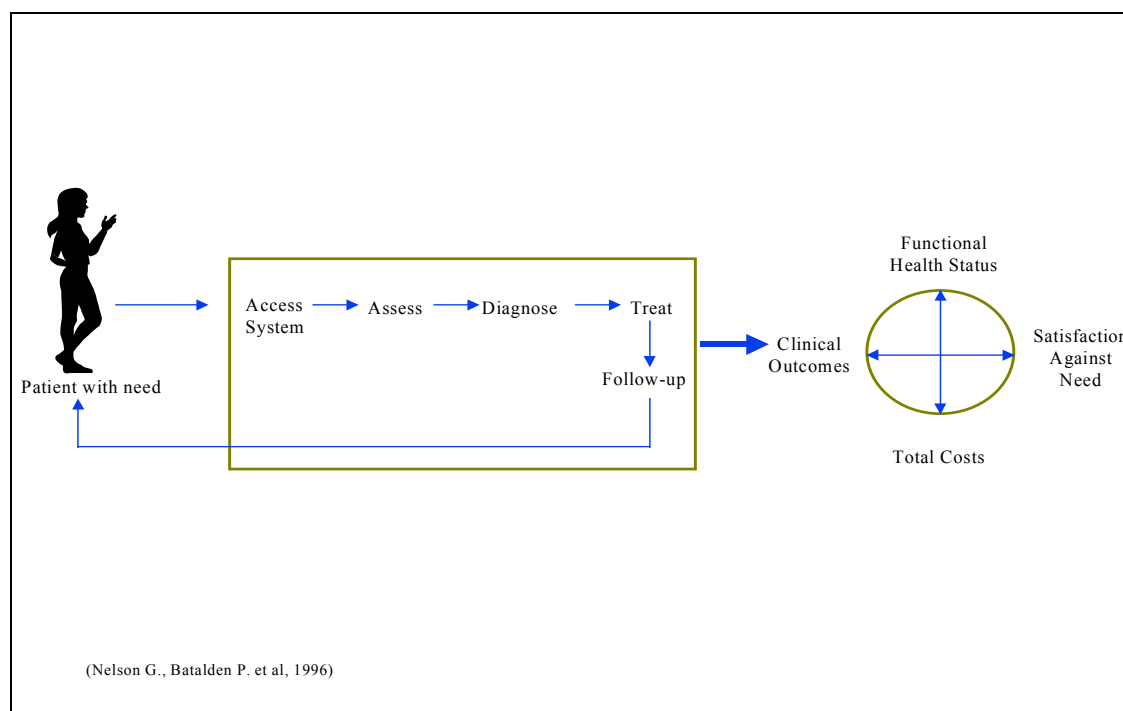 Patient with need
Access
System
Assess
Diagnose
Treat
Follow-up
Clinical
Outcomes
Functional
Health Status
Satisfaction
Against
Need
Total Costs
(Nelson G., Batalden P. et al, 1996)